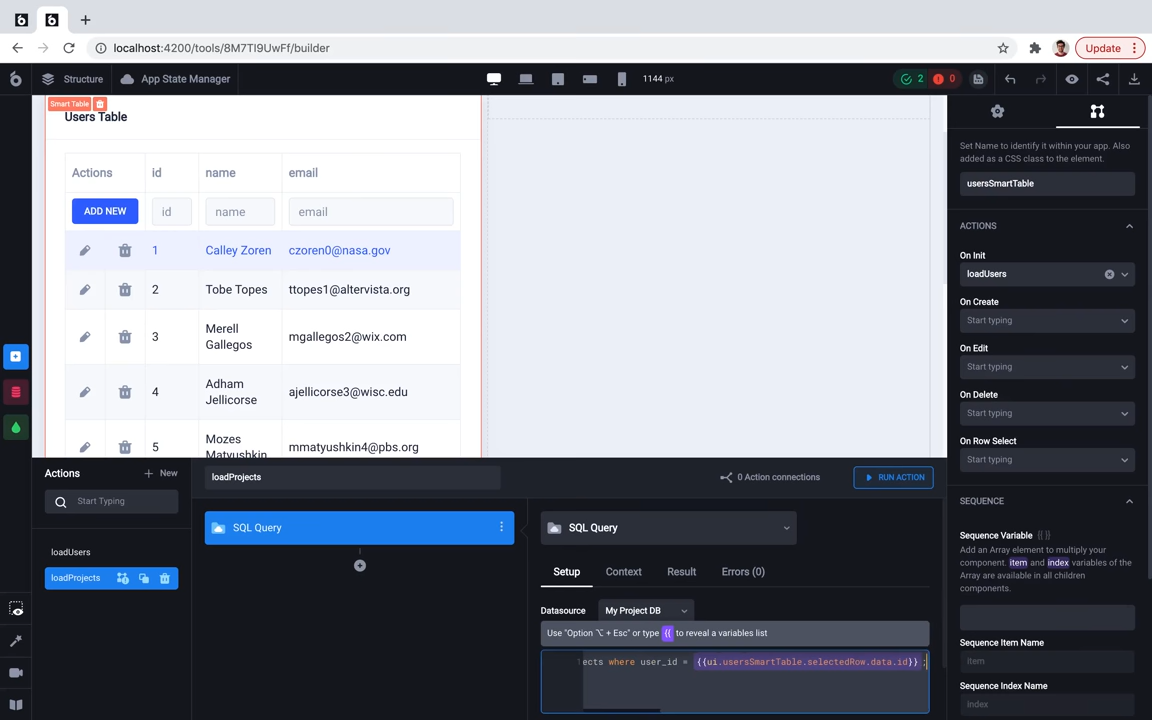 localhost:4200/tools/8M7TI9UwFf/builder
Update
Structure
App State Manager
1144 px
2
0
Smart Table
Users Table
Actions id name email
ADD NEW id name email
1 Calley Zoren czoren0@nasa.gov
2 Tobe Topes ttopes1@altervista.org
3 Merell Gallegos mgallegos2@wix.com
4 Adham Jellicorse ajellicorse3@wisc.edu
5 Mozes Matyushkin mmatyushkin4@pbs.org
Set Name to identify it within your app. Also
added as a CSS class to the element.
usersSmartTable
ACTIONS
On Init
loadUsers
On Create
Start typing
On Edit
Start typing
On Delete
Start typing
On Row Select
Start typing
SEQUENCE
Sequence Variable {{ }}
Add an Array element to multiply your
component. item and index variables of the
Array are available in all children
components.
Sequence Item Name
item
Sequence Index Name
index
Actions
New
Start Typing
loadUsers
loadProjects
loadProjects
0 Action connections
RUN ACTION
SQL Query
SQL Query
Setup Context Result Errors (0)
Datasource My Project DB
Use "Option ⌥ + Esc" or type {{ to reveal a variables list
ects where user_id = {{ui.usersSmartTable.selectedRow.data.id}} ;